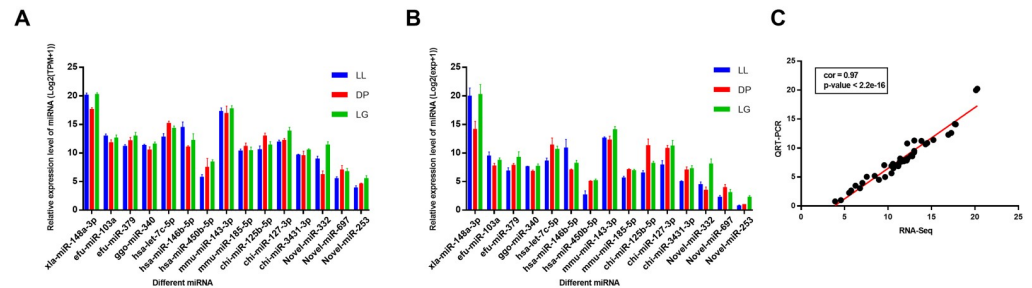 A
Relative expression level of miRNA (Log2(TPM+1))
25
20
15
10
5
0
LL
DP
LG
xla-miR-148a-3p
efu-miR-103a
efu-miR-379
ggo-miR-340
hsa-let-7c-5p
hsa-miR-146b-5p
hsa-miR-450b-5p
mmu-miR-143-3p
mmu-miR-185-5p
chi-miR-125b-5p
chi-miR-127-3p
chi-miR-3431-3p
Novel-miR-332
Novel-miR-697
Novel-miR-253
Different miRNA
B
Relative expression level of miRNA (Log2(exp+1))
25
20
15
10
5
0
LL
DP
LG
xla-miR-148a-3p
efu-miR-103a
efu-miR-379
ggo-miR-340
hsa-let-7c-5p
hsa-miR-146b-5p
hsa-miR-450b-5p
mmu-miR-143-3p
mmu-miR-185-5p
chi-miR-125b-5p
chi-miR-127-3p
chi-miR-3431-3p
Novel-miR-332
Novel-miR-697
Novel-miR-253
Different miRNA
C
QRT-PCR
25
20
15
10
5
0
cor = 0.97
p-value < 2.2e-16
0
5
10
15
20
25
RNA-Seq